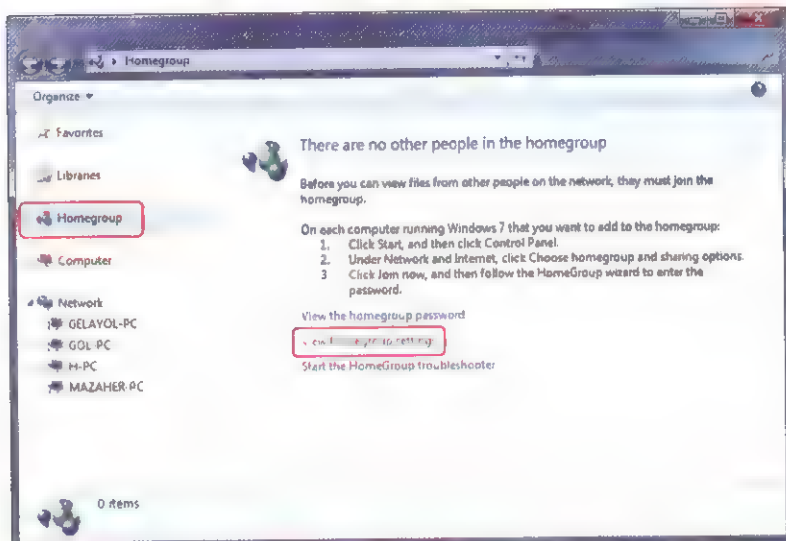 Homegroup
Organize
Favorites
Libraries
Homegroup
Computer
Network
GELAYOL-PC
GOL-PC
H-PC
MAZAHER-PC
There are no other people in the homegroup
Before you can view files from other people on the network, they must join the
homegroup.
On each computer running Windows 7 that you want to add to the homegroup:
1. Click Start, and then click Control Panel.
2. Under Network and Internet, click Choose homegroup and sharing options.
3 Click Join now, and then follow the HomeGroup wizard to enter the
password.
View the homegroup password
settings
Start the HomeGroup troubleshooter
0 items